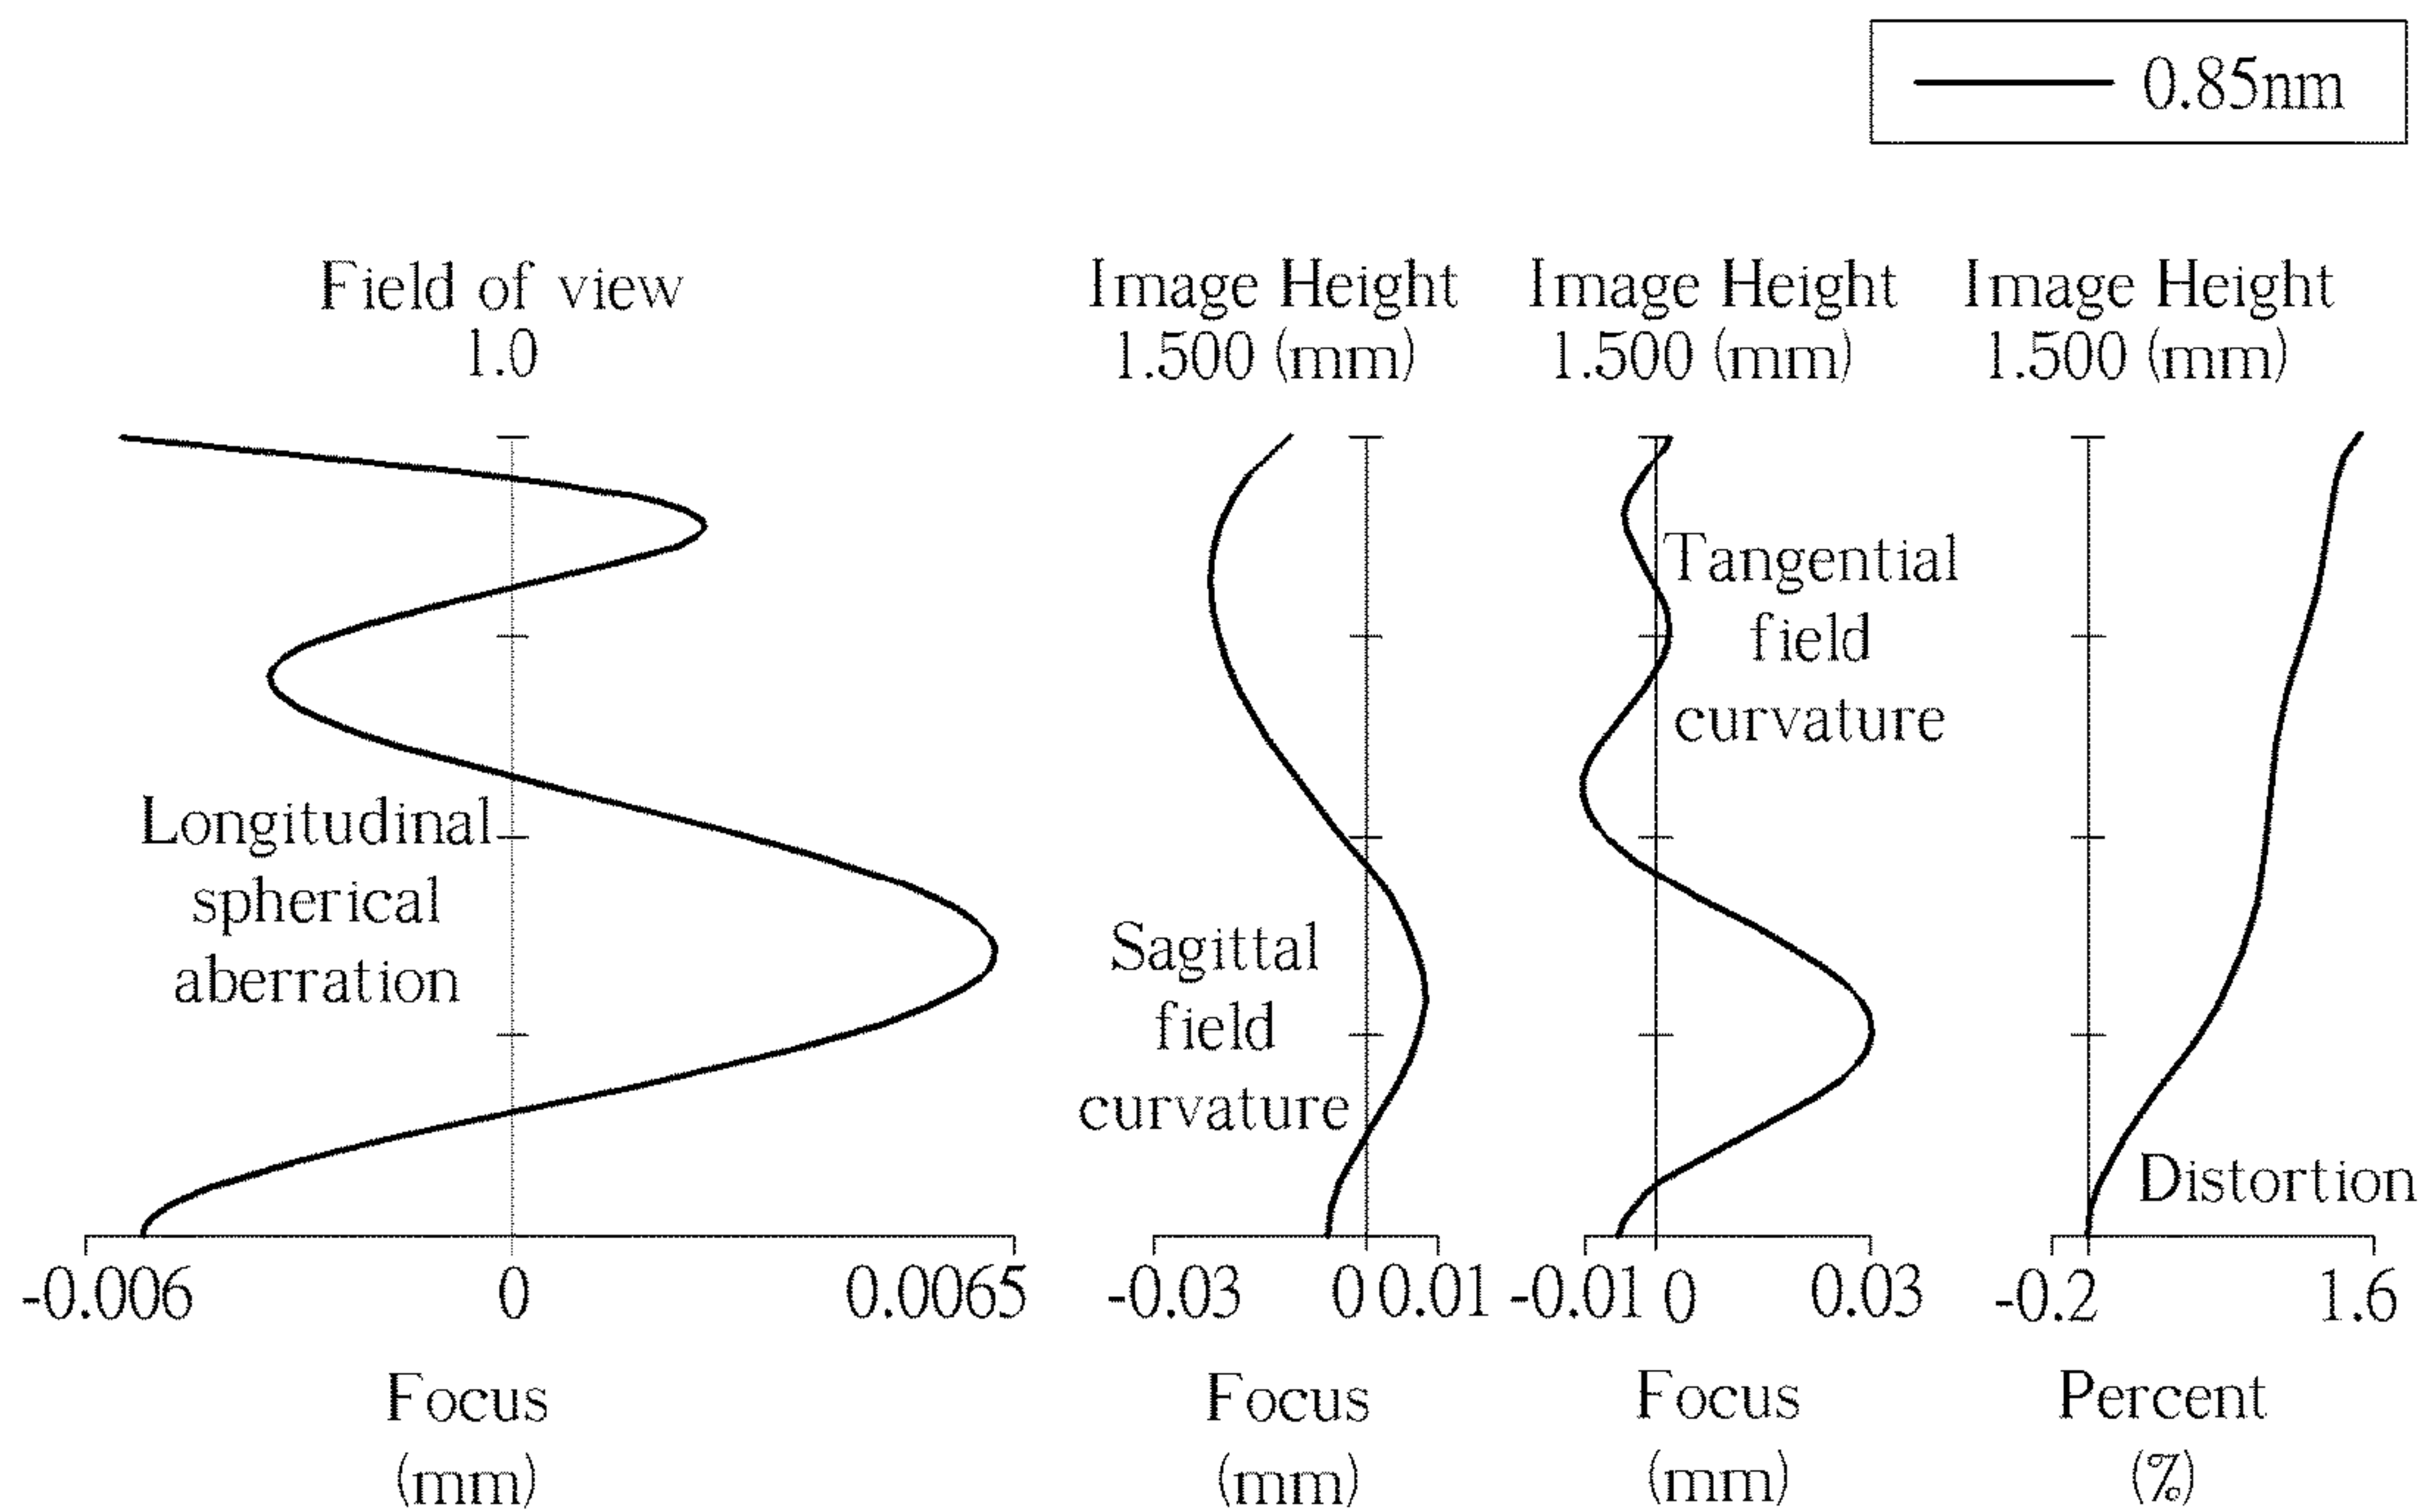 0.85nm
Field of view
1.0
Image Height
1.500 (mm)
Image Height
1.500 (mm)
Image Height
1.500 (mm)
Longitudinal
spherical
aberration
Sagittal
field
curvature
Tangential
field
curvature
Distortion
-0.006 0 0.0065
-0.03 0 0.01
-0.01 0 0.03
-0.2 1.6
Focus
(mm)
Focus
(mm)
Focus
(mm)
Percent
(%)